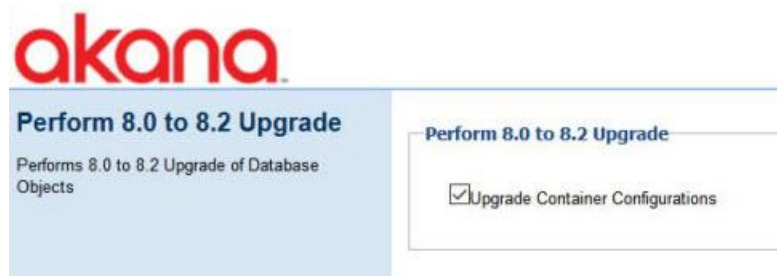 akana
Perform 8.0 to 8.2 Upgrade
Performs 8.0 to 8.2 Upgrade of Database
Objects
Perform 8.0 to 8.2 Upgrade
Upgrade Container Configurations